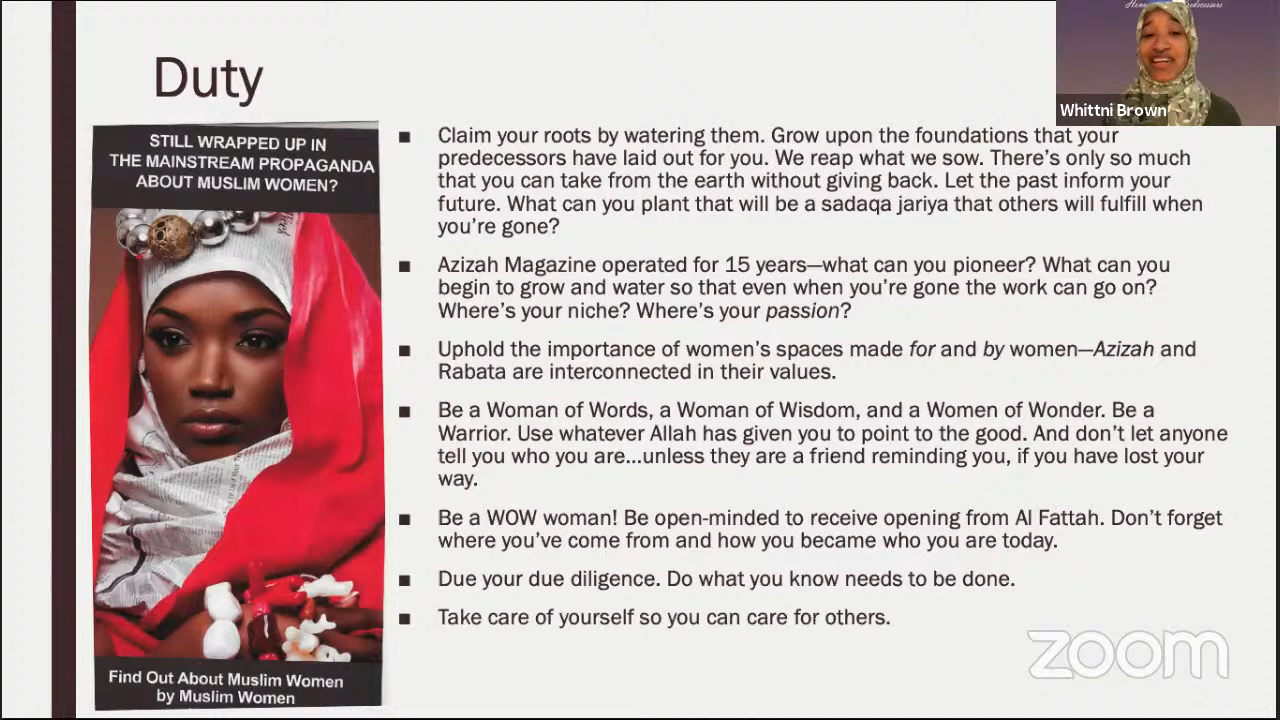 Duty
STILL WRAPPED UP IN
THE MAINSTREAM PROPAGANDA
ABOUT MUSLIM WOMEN?
Find Out About Muslim Women
by Muslim Women
■ Claim your roots by watering them. Grow upon the foundations that your
predecessors have laid out for you. We reap what we sow. There’s only so much
that you can take from the earth without giving back. Let the past inform your
future. What can you plant that will be a sadaqa jariya that others will fulfill when
you’re gone?
■ Azizah Magazine operated for 15 years—what can you pioneer? What can you
begin to grow and water so that even when you’re gone the work can go on?
Where’s your niche? Where’s your passion?
■ Uphold the importance of women’s spaces made for and by women—Azizah and
Rabata are interconnected in their values.
■ Be a Woman of Words, a Woman of Wisdom, and a Women of Wonder. Be a
Warrior. Use whatever Allah has given you to point to the good. And don’t let anyone
tell you who you are...unless they are a friend reminding you, if you have lost your
way.
■ Be a WOW woman! Be open-minded to receive opening from Al Fattah. Don’t forget
where you’ve come from and how you became who you are today.
■ Due your due diligence. Do what you know needs to be done.
■ Take care of yourself so you can care for others.
Whittni Brown
zoom